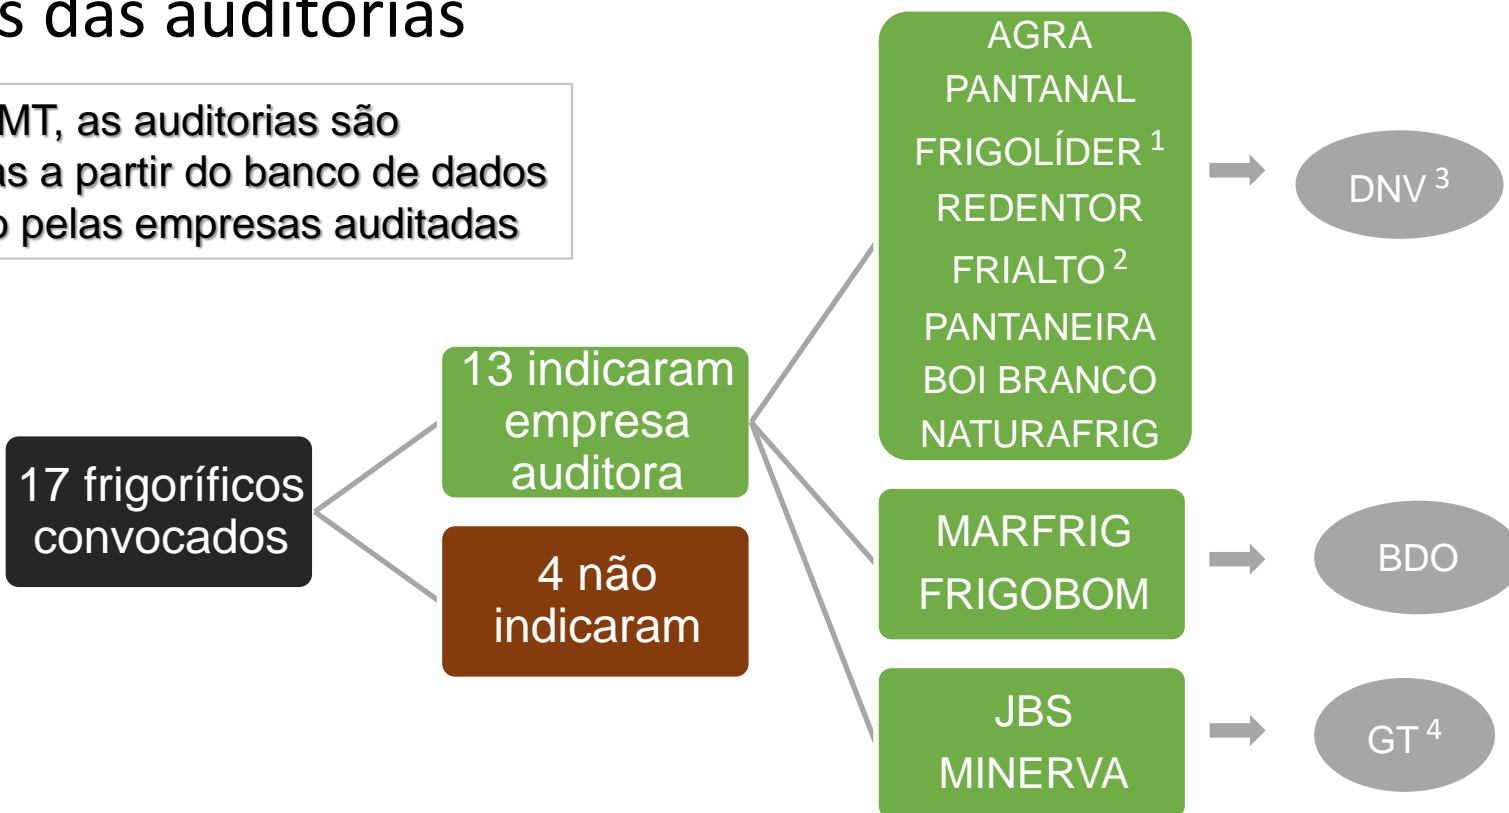 s das auditorias
MT, as auditorias são
as a partir do banco de dados
o pelas empresas auditadas
17 frigoríficos
convocados
13 indicaram
empresa
auditora
4 não
indicaram
AGRA
PANTANAL
FRIGOLÍDER 1
REDENTOR
FRIALTO 2
PANTANEIRA
BOI BRANCO
NATURAFRIG
DNV 3
MARFRIG
FRIGOBOM
BDO
JBS
MINERVA
GT 4